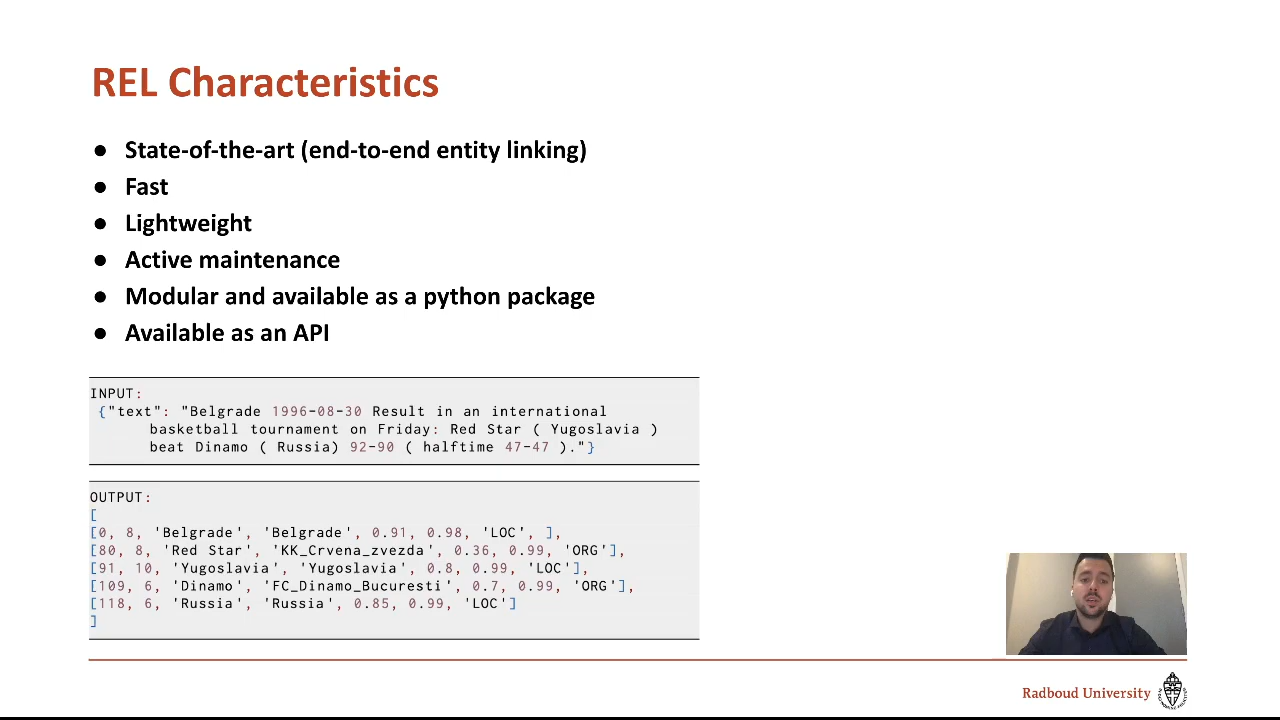 REL Characteristics
● State-of-the-art (end-to-end entity linking)
● Fast
● Lightweight
● Active maintenance
● Modular and available as a python package
● Available as an API
INPUT:
{"text": "Belgrade 1996-08-30 Result in an international
basketball tournament on Friday: Red Star ( Yugoslavia )
beat Dinamo ( Russia) 92-90 ( halftime 47-47 )."}
OUTPUT:
[
[0, 8, 'Belgrade', 'Belgrade', 0.91, 0.98, 'LOC', ],
[80, 8, 'Red Star', 'KK_Crvena_zvezda', 0.36, 0.99, 'ORG'],
[91, 10, 'Yugoslavia', 'Yugoslavia', 0.8, 0.99, 'LOC'],
[109, 6, 'Dinamo', 'FC_Dinamo_Bucuresti', 0.7, 0.99, 'ORG'],
[118, 6, 'Russia', 'Russia', 0.85, 0.99, 'LOC']
]
Radboud University